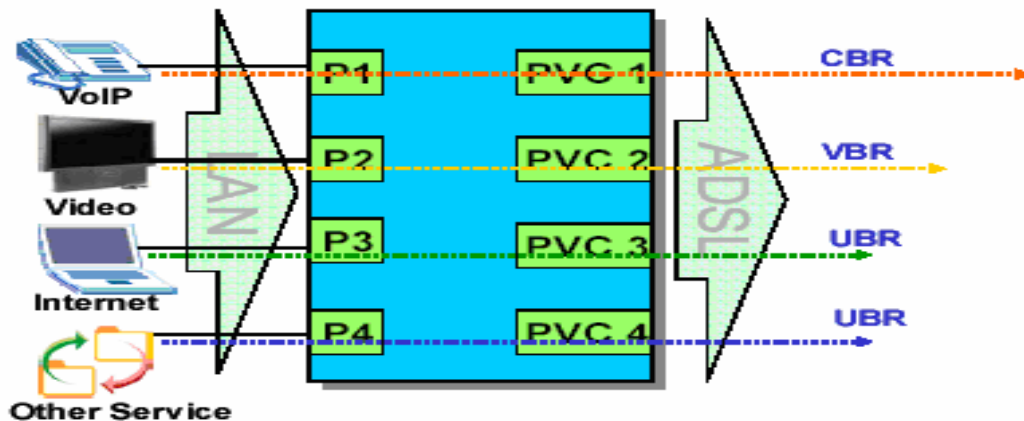 P1 PVC 1 CBR
VoIP
P2 PVC 2 VBR
LAN ADSL
Video
P3 PVC 3 UBR
Internet
P4 PVC 4 UBR
Other Service